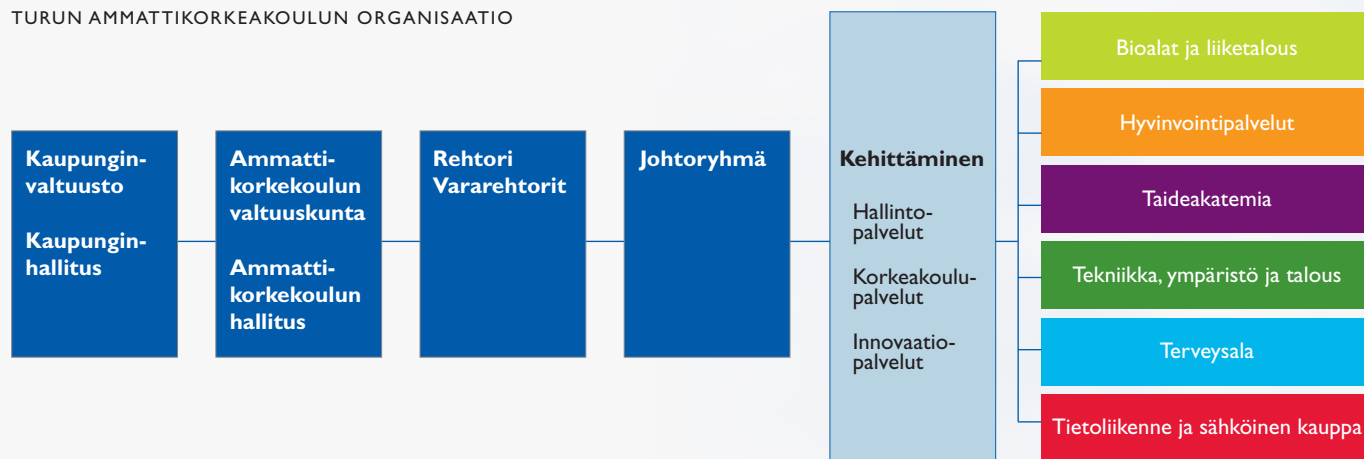 TURUN AMMATTIKORKEAKOULUN ORGANISAATIO
Kaupungin-
valtuusto
Kaupungin-
hallitus
Ammatti-
korkekoulun
valtuuskunta
Ammatti-
korkekoulun
hallitus
Rehtori
Vararehtorit
Johtoryhmä
Kehittäminen
Hallinto-
palvelut
Korkeakoulu-
palvelut
Innovaatio-
palvelut
Bioalat ja liiketalous
Hyvinvointipalvelut
Taideakatemia
Tekniikka, ympäristö ja talous
Terveysala
Tietoliikenne ja sähköinen kauppa